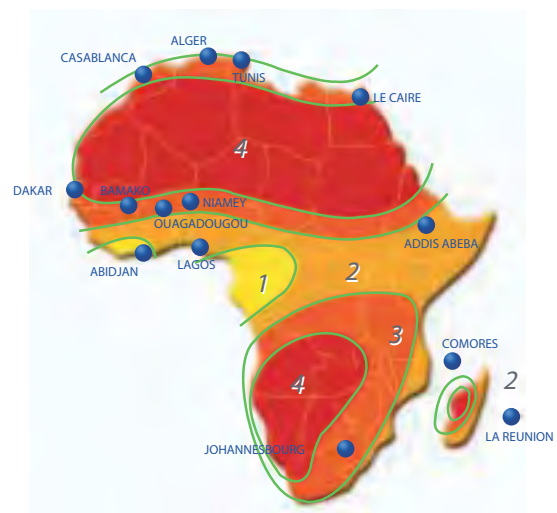 ALGER
CASABLANCA
TUNIS
LE CAIRE
4
DAKAR
BAMAKO
NIAMEY
OUAGADOUGOU
ADDIS ABEBA
ABIDJAN
LAGOS
1
2
3
COMORES
4
2
LA REUNION
JOHANNESBOURG